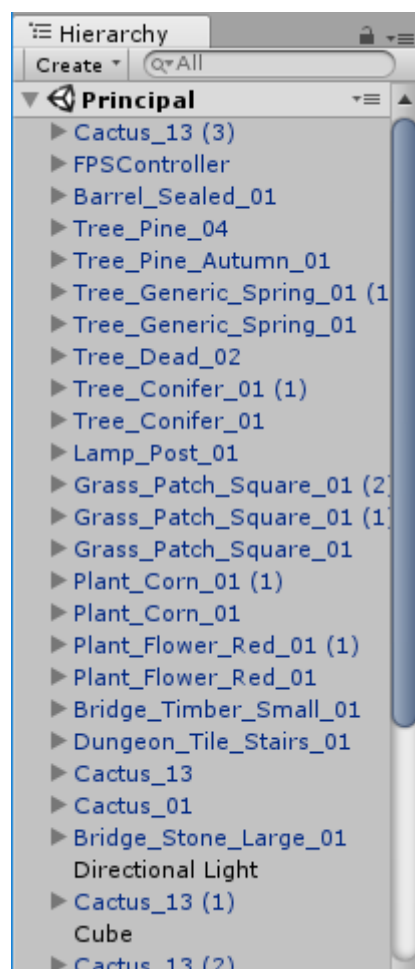 Hierarchy
Create All
Principal
Cactus_13 (3)
FPSController
Barrel_Sealed_01
Tree_Pine_04
Tree_Pine_Autumn_01
Tree_Generic_Spring_01 (1
Tree_Generic_Spring_01
Tree_Dead_02
Tree_Conifer_01 (1)
Tree_Conifer_01
Lamp_Post_01
Grass_Patch_Square_01 (2)
Grass_Patch_Square_01 (1)
Grass_Patch_Square_01
Plant_Corn_01 (1)
Plant_Corn_01
Plant_Flower_Red_01 (1)
Plant_Flower_Red_01
Bridge_Timber_Small_01
Dungeon_Tile_Stairs_01
Cactus_13
Cactus_01
Bridge_Stone_Large_01
Directional Light
Cactus_13 (1)
Cube
Cactus_13 (2)